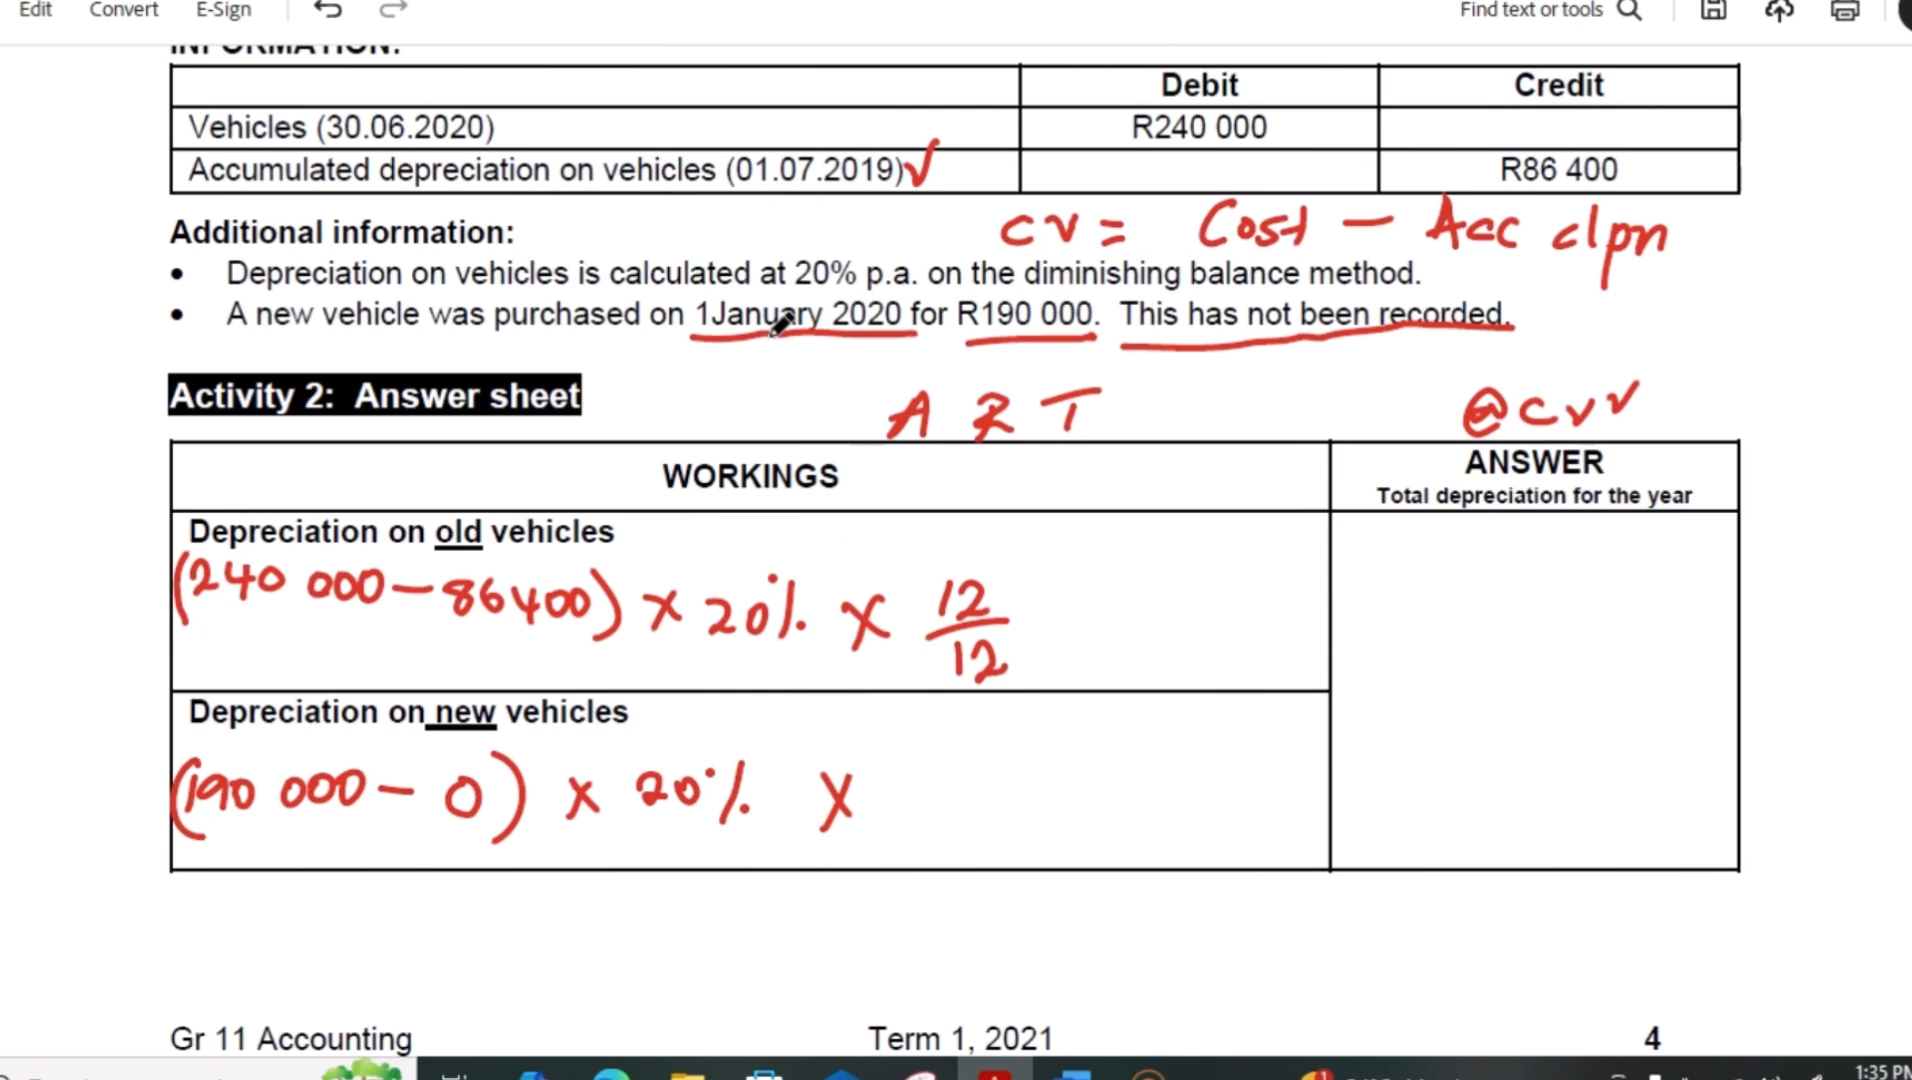 Edit Convert E-Sign Find text or tools
INFORMATION:
Debit Credit
Vehicles (30.06.2020) R240 000
Accumulated depreciation on vehicles (01.07.2019) ✓ R86 400
Additional information: CV = Cost – Acc dpn
• Depreciation on vehicles is calculated at 20% p.a. on the diminishing balance method.
• A new vehicle was purchased on 1January 2020 for R190 000. This has not been recorded.
Activity 2: Answer sheet A R T @ CV ✓
WORKINGS ANSWER
Total depreciation for the year
Depreciation on old vehicles
(240 000 – 86 400) x 20% x 12/12
Depreciation on new vehicles
(190 000 – 0) x 20% x
Gr 11 Accounting Term 1, 2021 4
1:35 PM